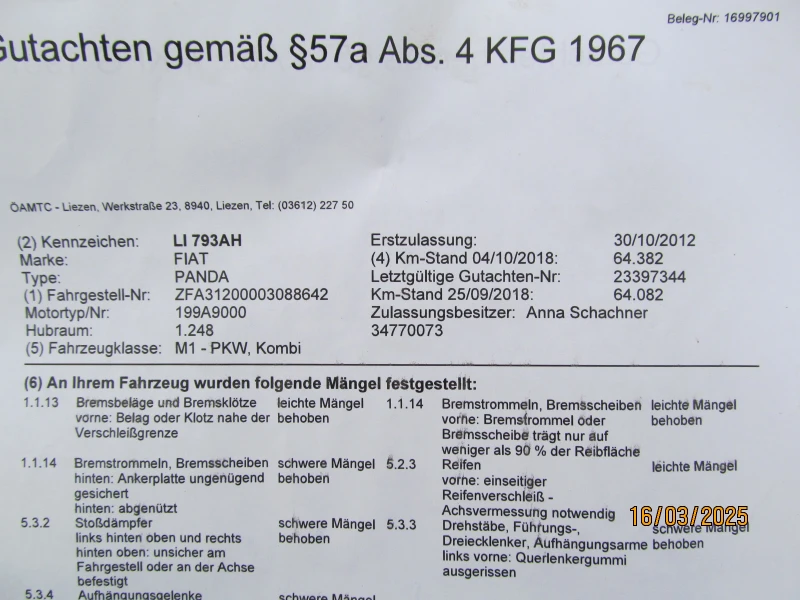 Beleg-Nr: 16997901
Gutachten gemäß §57a Abs. 4 KFG 1967
ÖAMTC - Liezen, Werkstraße 23, 8940, Liezen, Tel: (03612) 227 50
(2) Kennzeichen: LI 793AH
Marke: FIAT
Type: PANDA
(1) Fahrgestell-Nr: ZFA31200003088642
Motortyp/Nr: 199A9000
Hubraum: 1.248
(5) Fahrzeugklasse: M1 - PKW, Kombi
Erstzulassung: 30/10/2012
(4) Km-Stand 04/10/2018: 64.382
Letztgültige Gutachten-Nr: 23397344
Km-Stand 25/09/2018: 64.082
Zulassungsbesitzer: Anna Schachner
34770073
(6) An Ihrem Fahrzeug wurden folgende Mängel festgestellt:
1.1.13 Bremsbeläge und Bremsklötze leichte Mängel
vorne: Belag oder Klotz nahe der behoben
Verschleißgrenze
1.1.14 Bremstrommeln, Bremsscheiben leichte Mängel
vorne: Bremstrommel oder behoben
Bremsscheibe trägt nur auf
weniger als 90 % der Reibfläche
1.1.14 Bremstrommeln, Bremsscheiben schwere Mängel
hinten: Ankerplatte ungenügend behoben
gesichert
hinten: abgenützt
5.2.3 Reifen leichte Mängel
vorne: einseitiger
Reifenverschleiß -
Achsvermessung notwendig
5.3.2 Stoßdämpfer schwere Mängel
links hinten oben und rechts behoben
hinten oben: unsicher am
Fahrgestell oder an der Achse
befestigt
5.3.3 Drehstäbe, Führungs-, schwere Mängel
Dreiecklenker, Aufhängungsarme behoben
links vorne: Querlenkergummi
ausgerissen
5.3.4 Aufhängungsgelenke schwere Mängel
16/03/2025